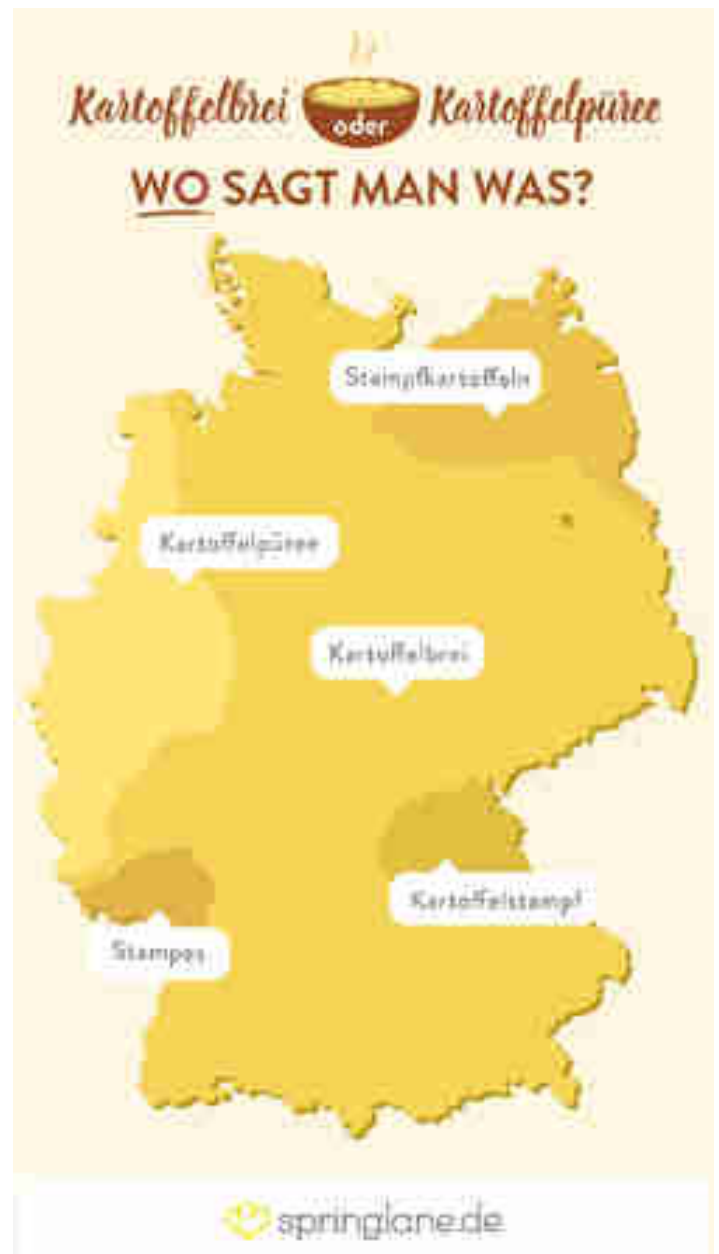 Kartoffelbrei oder Kartoffelpüree
WO SAGT MAN WAS?
Stampfkartoffeln
Kartoffelpüree
Kartoffelbrei
Kartoffelstampf
Stampes
springlane.de